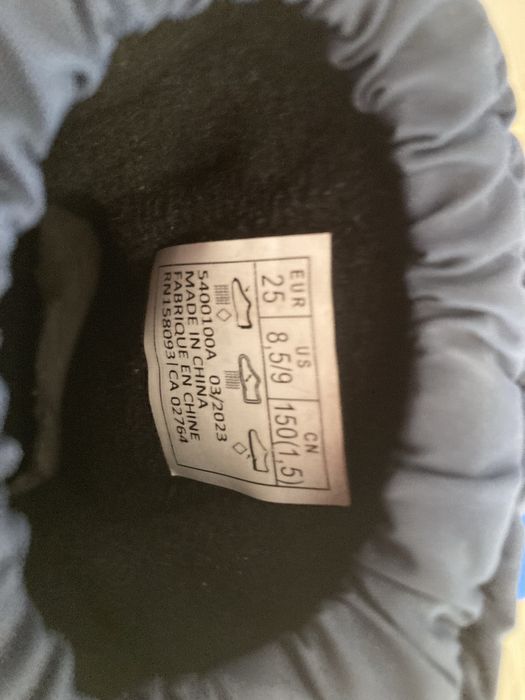 EUR US CN
25 8,5/9 150(1,5)
5400100A 03/2023
MADE IN CHINA
FABRIQUE EN CHINE
RN158093 | CA 02764